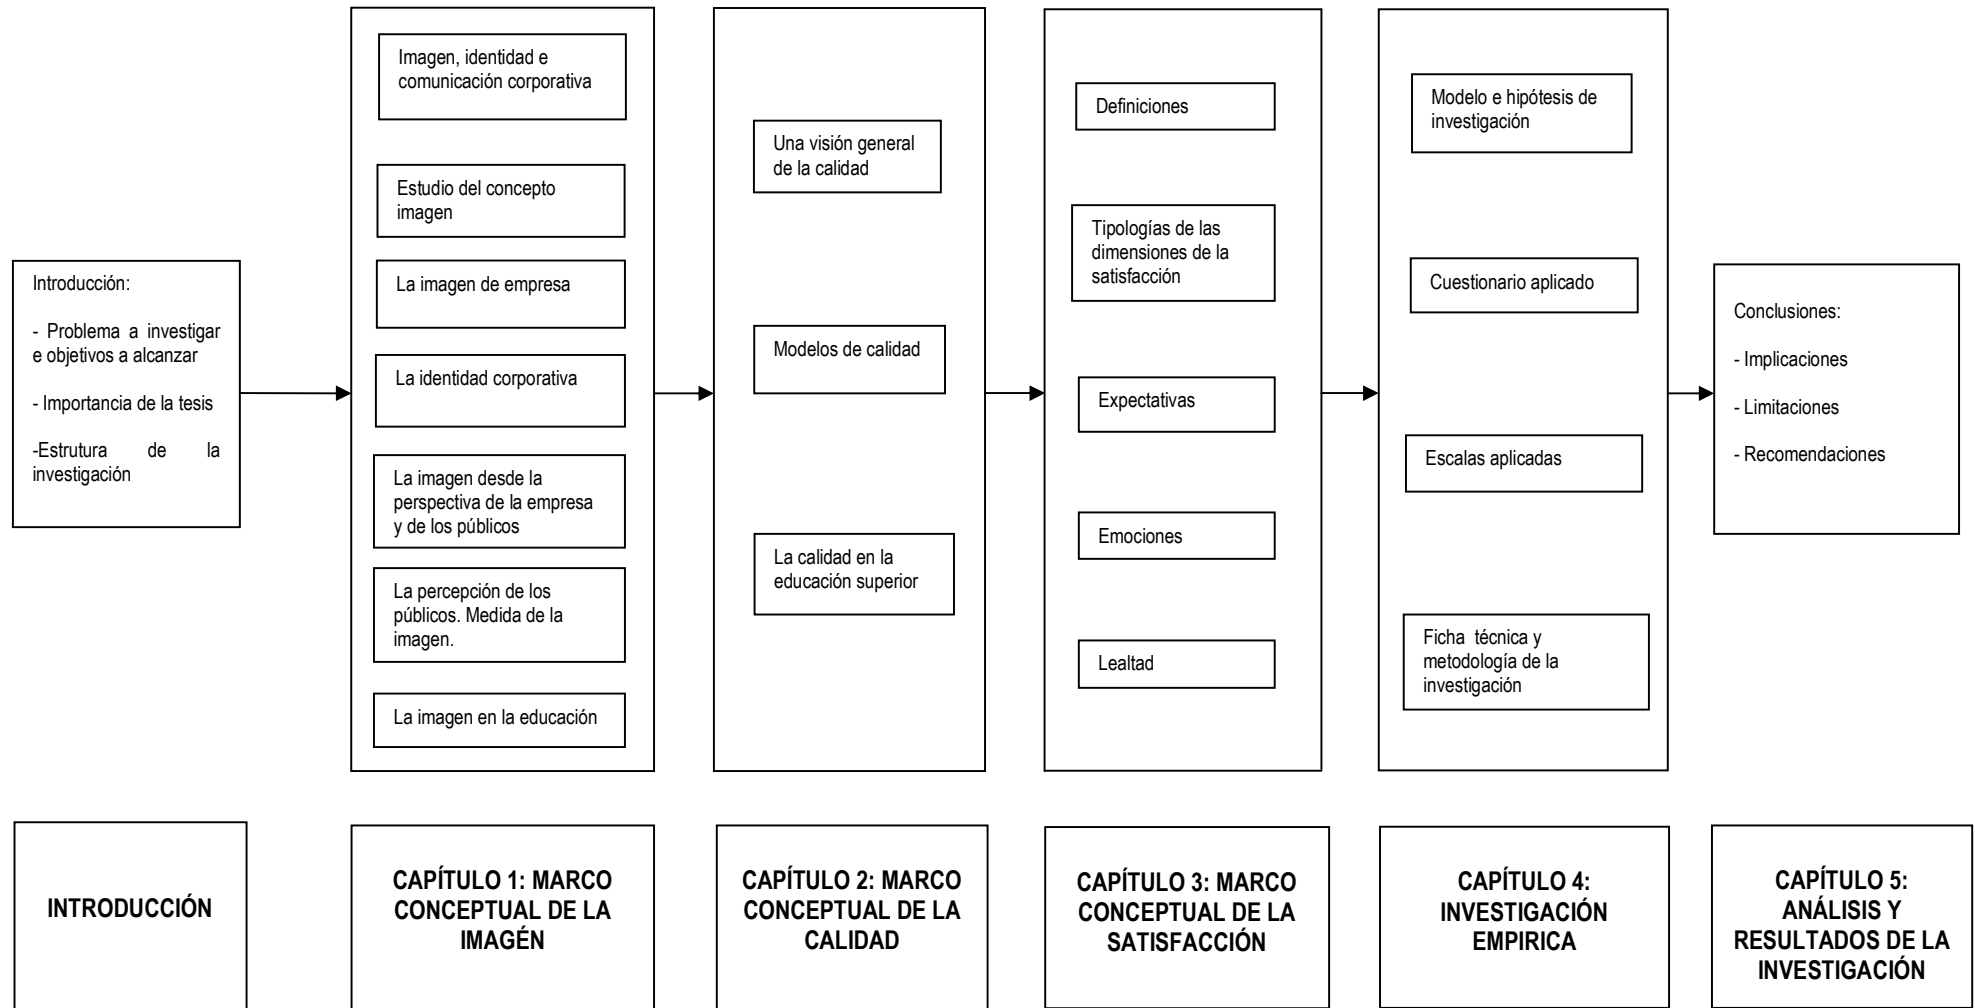 Introducción:
- Problema a investigar
e objetivos a alcanzar
- Importancia de la tesis
-Estrutura de la
investigación
Imagen, identidad e
comunicación corporativa
Estudio del concepto
imagen
La imagen de empresa
La identidad corporativa
La imagen desde la
perspectiva de la empresa
y de los públicos
La percepción de los
públicos. Medida de la
imagen.
La imagen en la educación
Una visión general
de la calidad
Modelos de calidad
La calidad en la
educación superior
Definiciones
Tipologías de las
dimensiones de la
satisfacción
Expectativas
Emociones
Lealtad
Modelo e hipótesis de
investigación
Cuestionario aplicado
Escalas aplicadas
Ficha técnica y
metodología de la
investigación
Conclusiones:
- Implicaciones
- Limitaciones
- Recomendaciones
INTRODUCCIÓN
CAPÍTULO 1: MARCO
CONCEPTUAL DE LA
IMAGÉN
CAPÍTULO 2: MARCO
CONCEPTUAL DE LA
CALIDAD
CAPÍTULO 3: MARCO
CONCEPTUAL DE LA
SATISFACCIÓN
CAPÍTULO 4:
INVESTIGACIÓN
EMPIRICA
CAPÍTULO 5:
ANÁLISIS Y
RESULTADOS DE LA
INVESTIGACIÓN